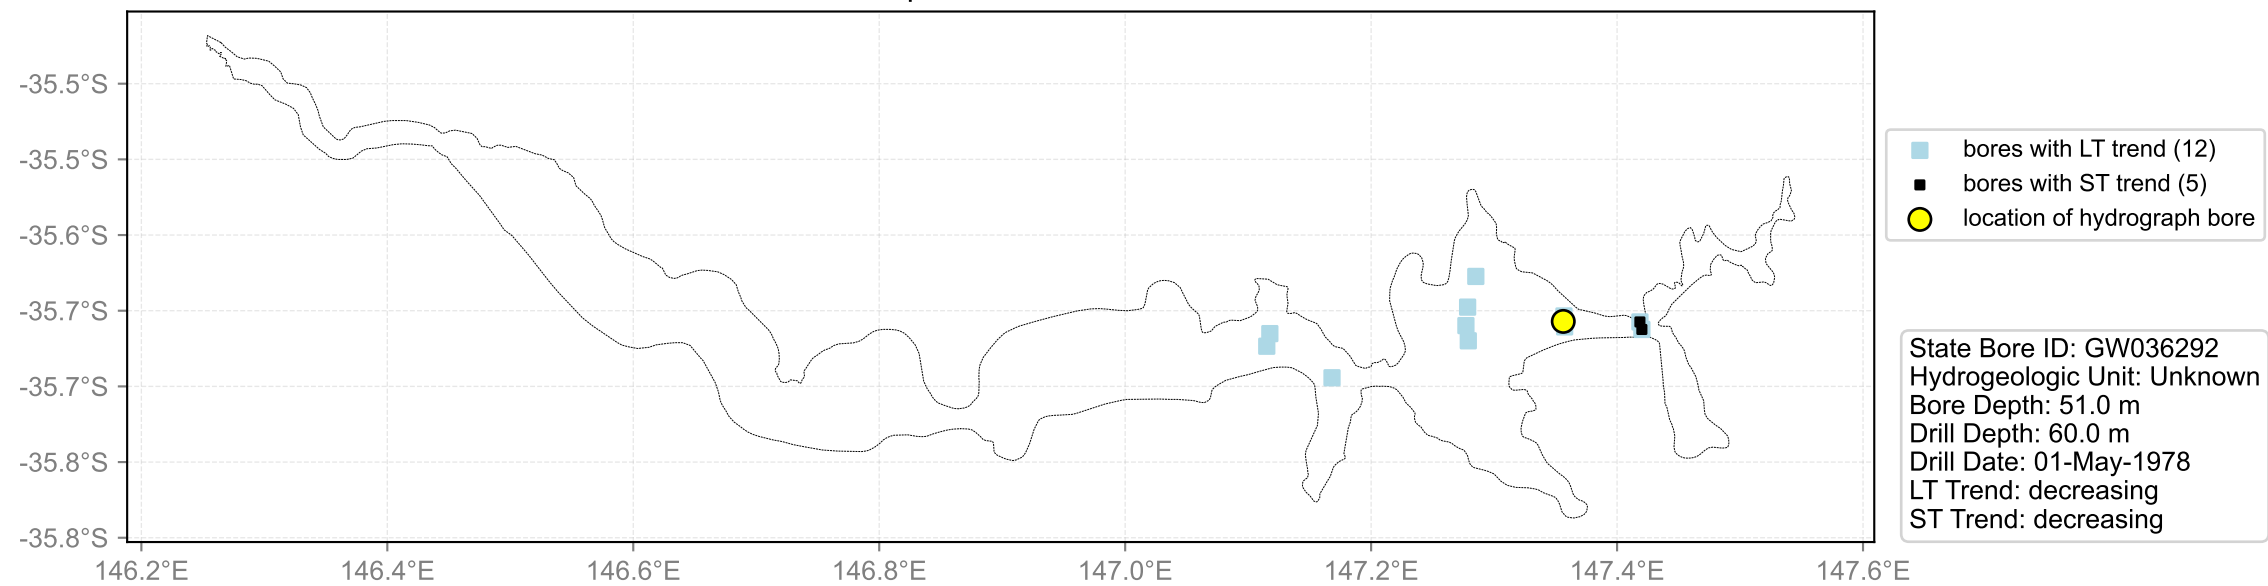 -35.5°S
-35.5°S
-35.6°S
-35.7°S
-35.7°S
-35.8°S
-35.8°S
146.2°E 146.4°E 146.6°E 146.8°E 147.0°E 147.2°E 147.4°E 147.6°E
bores with LT trend (12)
bores with ST trend (5)
location of hydrograph bore
State Bore ID: GW036292
Hydrogeologic Unit: Unknown
Bore Depth: 51.0 m
Drill Depth: 60.0 m
Drill Date: 01-May-1978
LT Trend: decreasing
ST Trend: decreasing